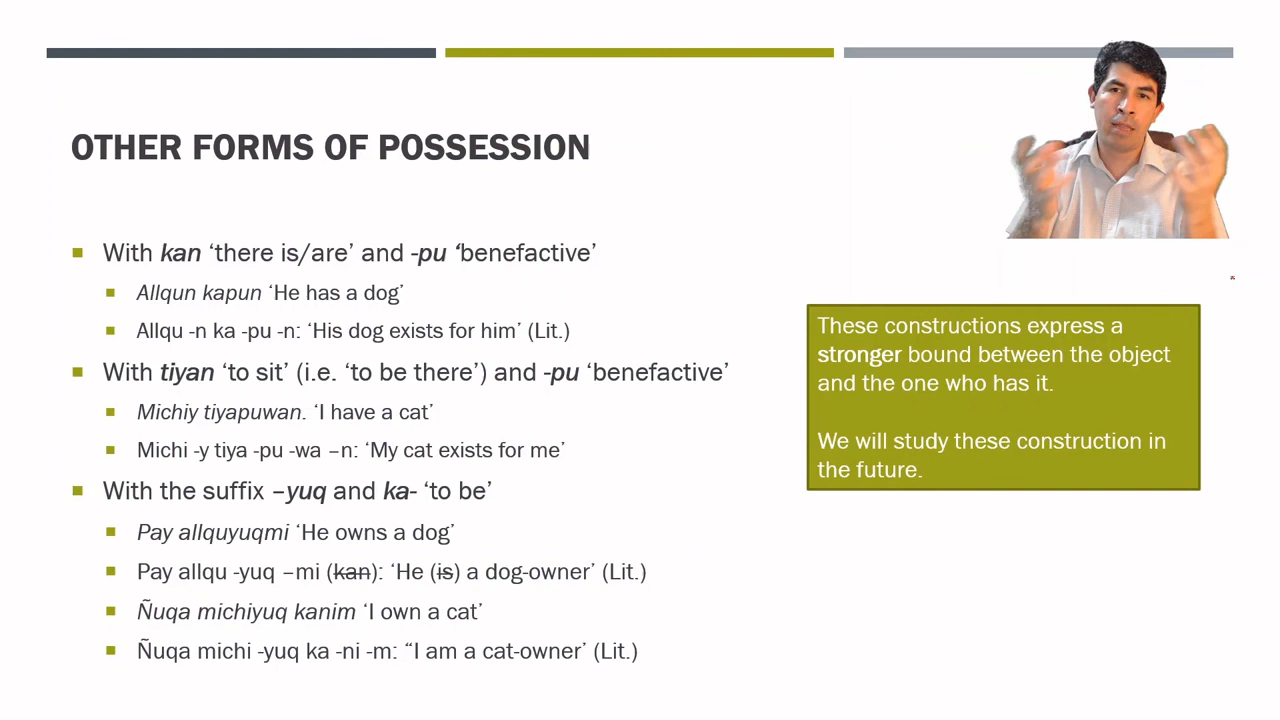 OTHER FORMS OF POSSESSION
With kan ‘there is/are’ and -pu ‘benefactive’
Allqun kapun ‘He has a dog’
Allqu -n ka -pu -n: ‘His dog exists for him’ (Lit.)
With tiyan ‘to sit’ (i.e. ‘to be there’) and -pu ‘benefactive’
Michiy tiyapuwan. ‘I have a cat’
Michi -y tiya -pu -wa –n: ‘My cat exists for me’
With the suffix –yuq and ka- ‘to be’
Pay allquyuqmi ‘He owns a dog’
Pay allqu -yuq –mi (kan): ‘He (is) a dog-owner’ (Lit.)
Ñuqa michiyuq kanim ‘I own a cat’
Ñuqa michi -yuq ka -ni -m: “I am a cat-owner’ (Lit.)
These constructions express a
stronger bound between the object
and the one who has it.
We will study these construction in
the future.